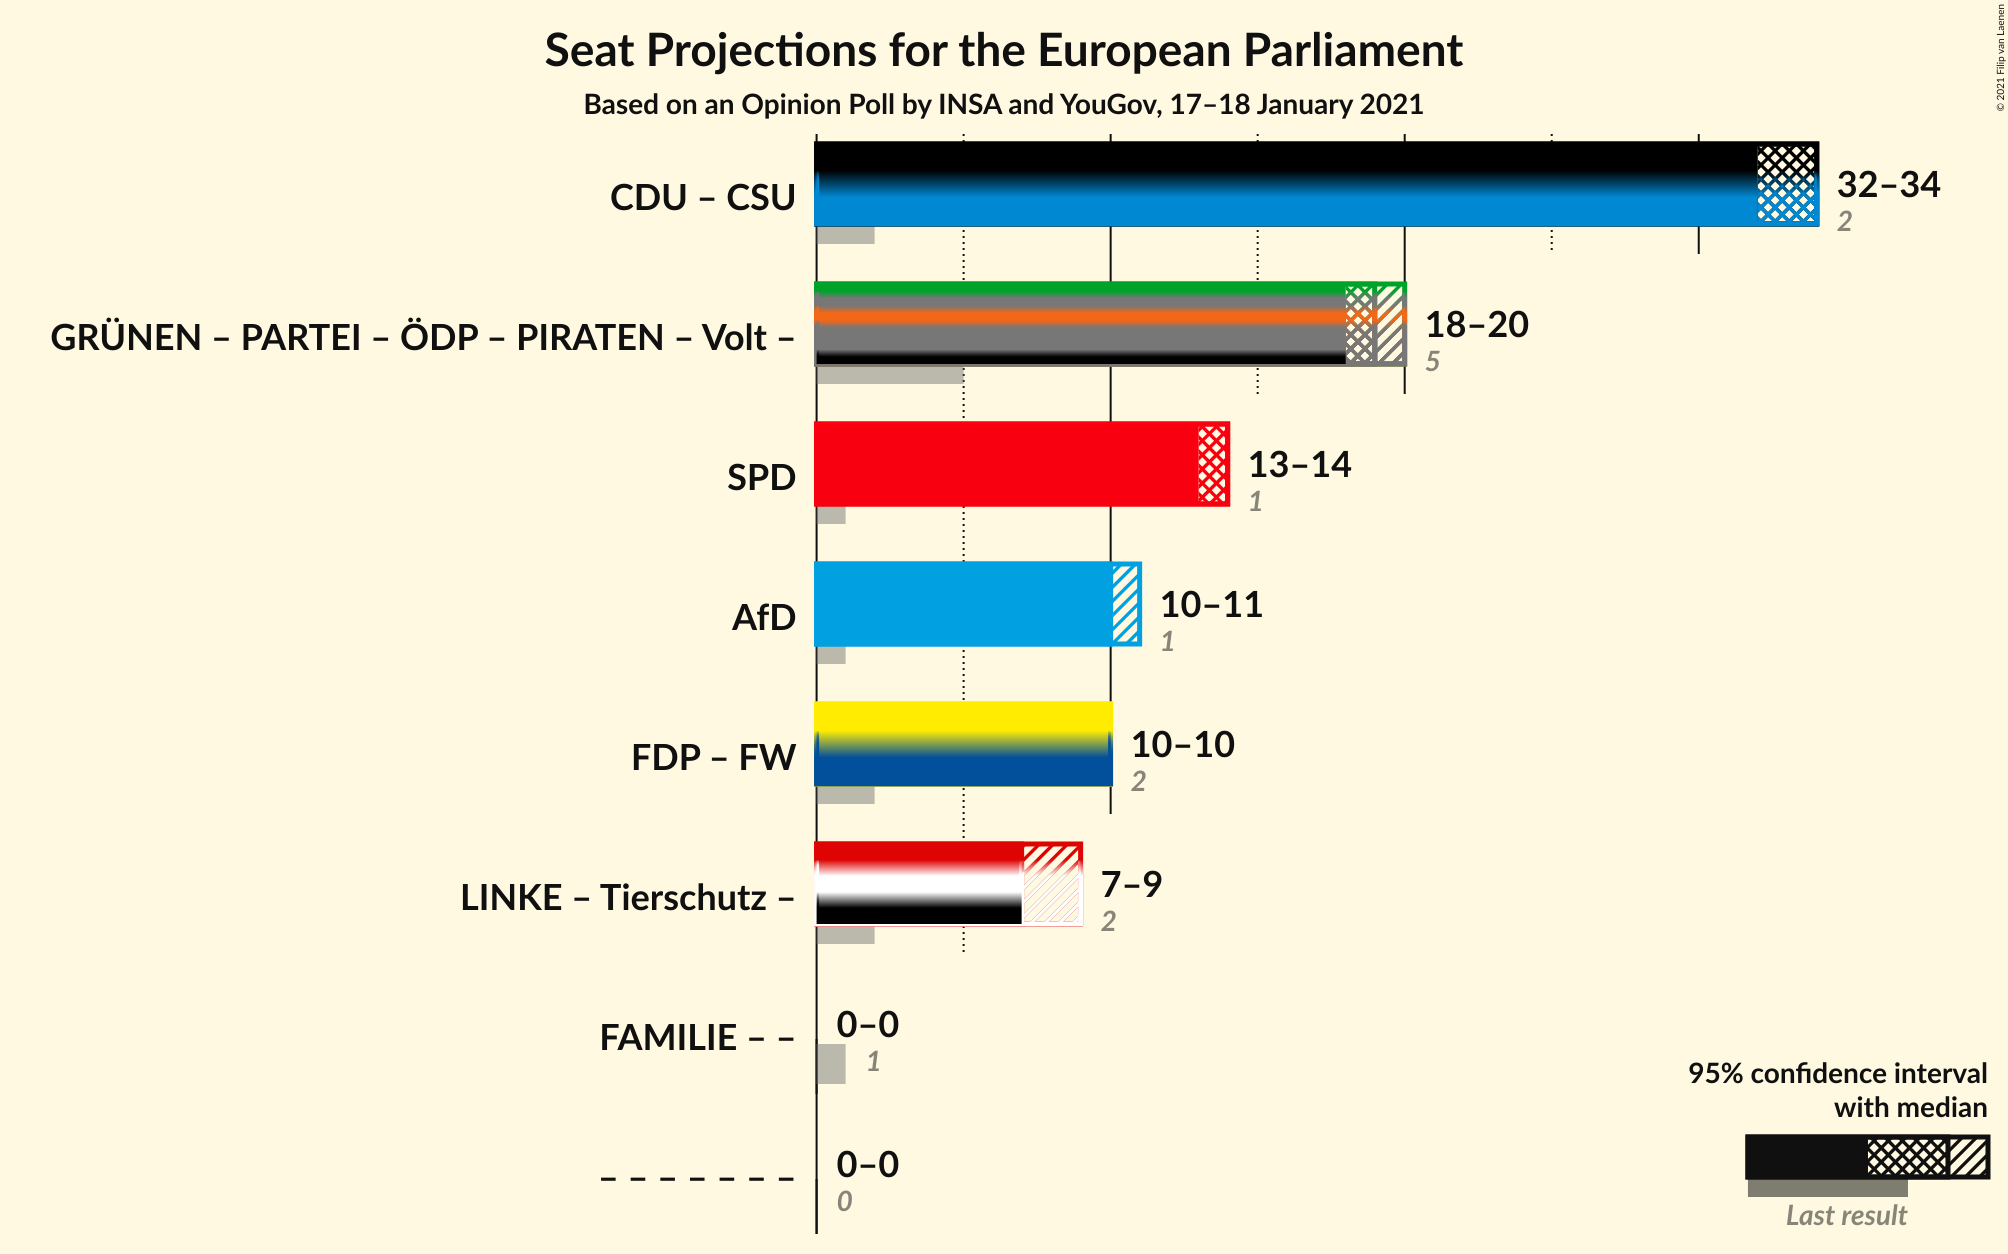 Seat Projections for the European Parliament
Based on an Opinion Poll by INSA and YouGov, 17–18 January 2021
© 2021 Filip van Laenen
CDU – CSU
32–34
2
GRÜNEN – PARTEI – ÖDP – PIRATEN – Volt –
18–20
5
SPD
13–14
1
AfD
10–11
1
FDP – FW
10–10
2
LINKE – Tierschutz –
7–9
2
FAMILIE – –
0–0
1
– – – – – – –
0–0
0
95% confidence interval
with median
Last result